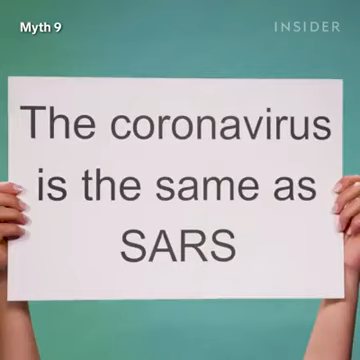 Myth 9
INSIDER
The coronavirus
is the same as
SARS